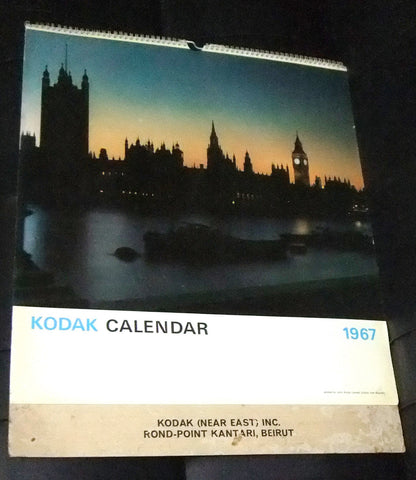 KODAK CALENDAR 1967
KODAK (NEAR EAST) INC.
ROND-POINT KANTARI, BEIRUT